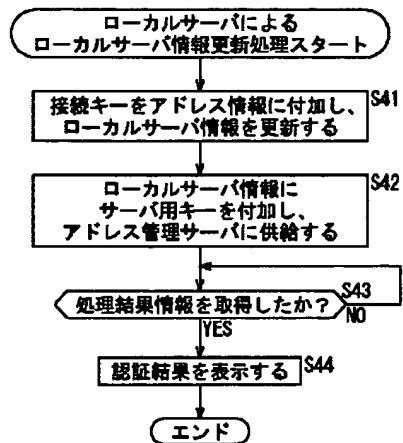 ローカルサーバによる
ローカルサーバ情報更新処理スタート
接続キーをアドレス情報に付加し、
ローカルサーバ情報を更新する
S41
ローカルサーバ情報に
サーバ用キーを付加し、
アドレス管理サーバに供給する
S42
処理結果情報を取得したか？
S43
NO
YES
認証結果を表示する
S44
エンド